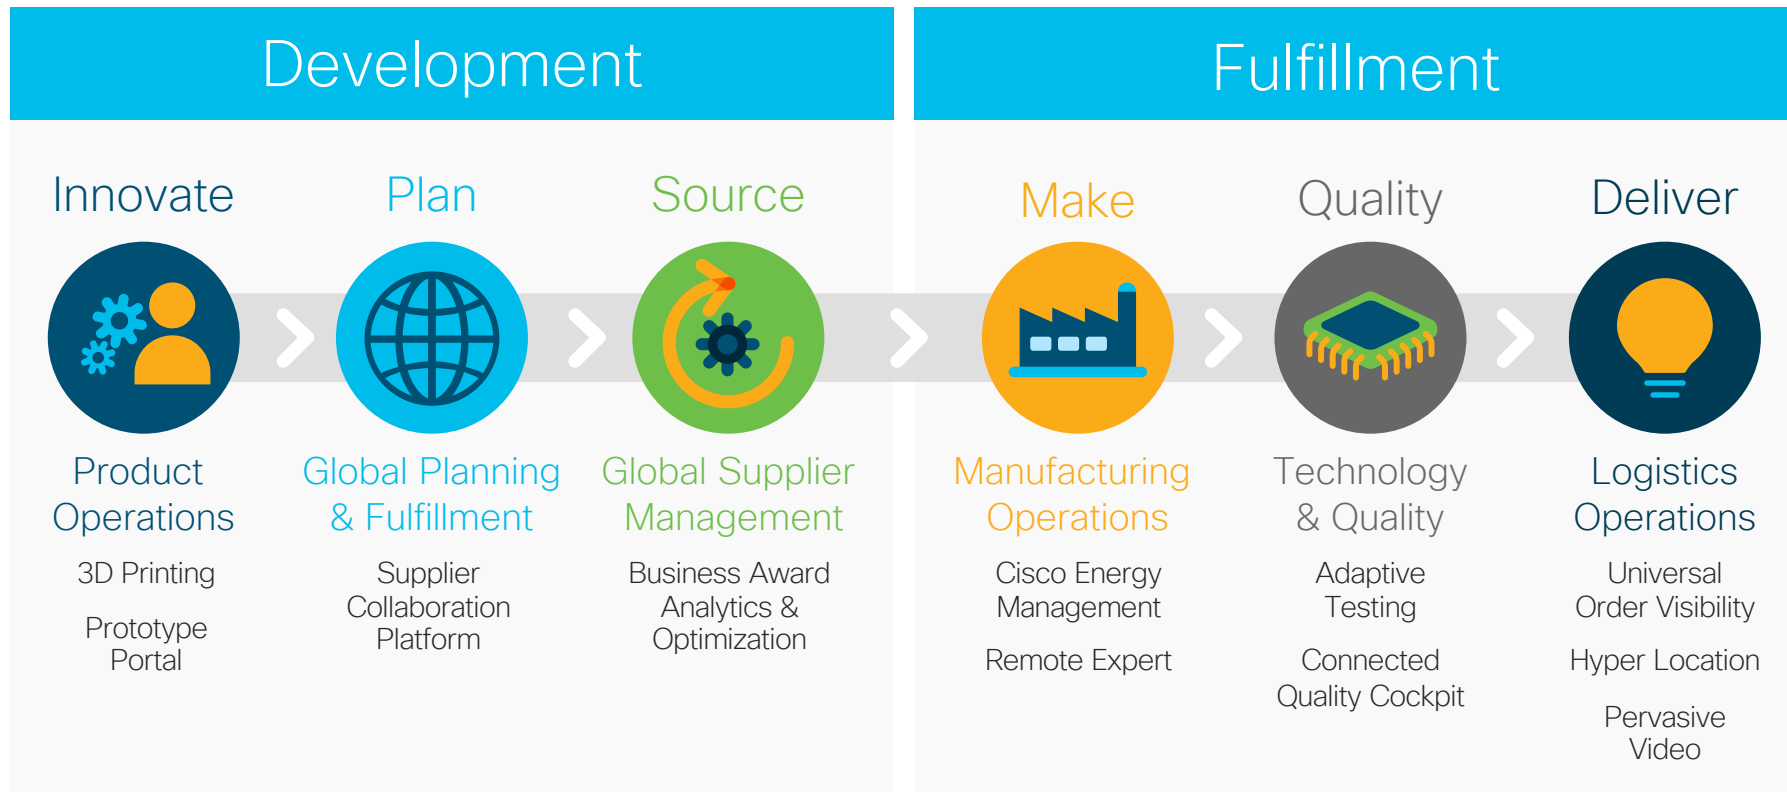 Development
Innovate
Product
Operations
3D Printing
Prototype
Portal
Plan
Global Planning
& Fulfillment
Supplier
Collaboration
Platform
Source
Global Supplier
Management
Business Award
Analytics &
Optimization
Fulfillment
Make
Manufacturing
Operations
Cisco Energy
Management
Remote Expert
Quality
Technology
& Quality
Adaptive
Testing
Connected
Quality Cockpit
Deliver
Logistics
Operations
Universal
Order Visibility
Hyper Location
Pervasive
Video